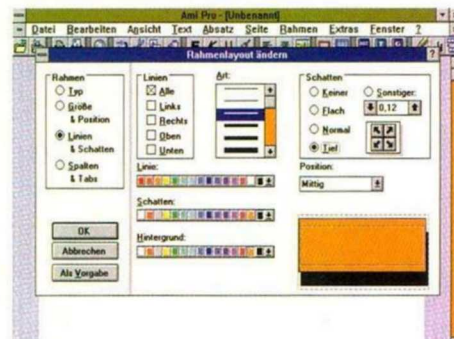 Ami Pro - [Unbenannt]
Datei Bearbeiten Ansicht Text Absatz Seite Rahmen Extras Fenster ?
Rahmenlayout ändern
?
Rahmen
Typ
Größe
& Position
Linien
& Schatten
Spalten
& Tabs
OK
Abbrechen
Als Vorgabe
Linien
Alle
Links
Rechts
Oben
Unten
Art:
Linie:
Schatten:
Hintergrund:
Schatten
Keiner
Flach
Normal
Tief
Sonstiger:
0,12
Position:
Mittig